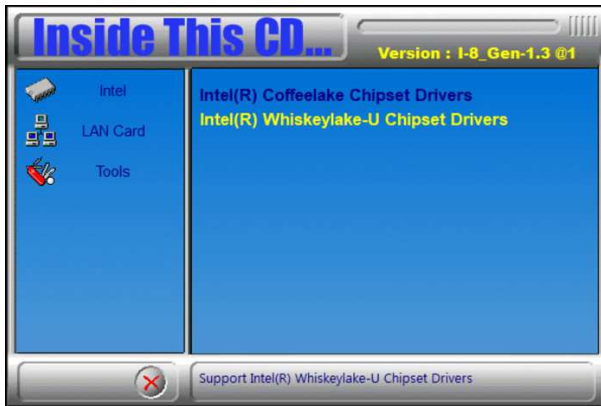 Inside This CD...
Version : I-8_Gen-1.3 @1
Intel
LAN Card
Tools
Intel(R) Coffeelake Chipset Drivers
Intel(R) Whiskeylake-U Chipset Drivers
Support Intel(R) Whiskeylake-U Chipset Drivers